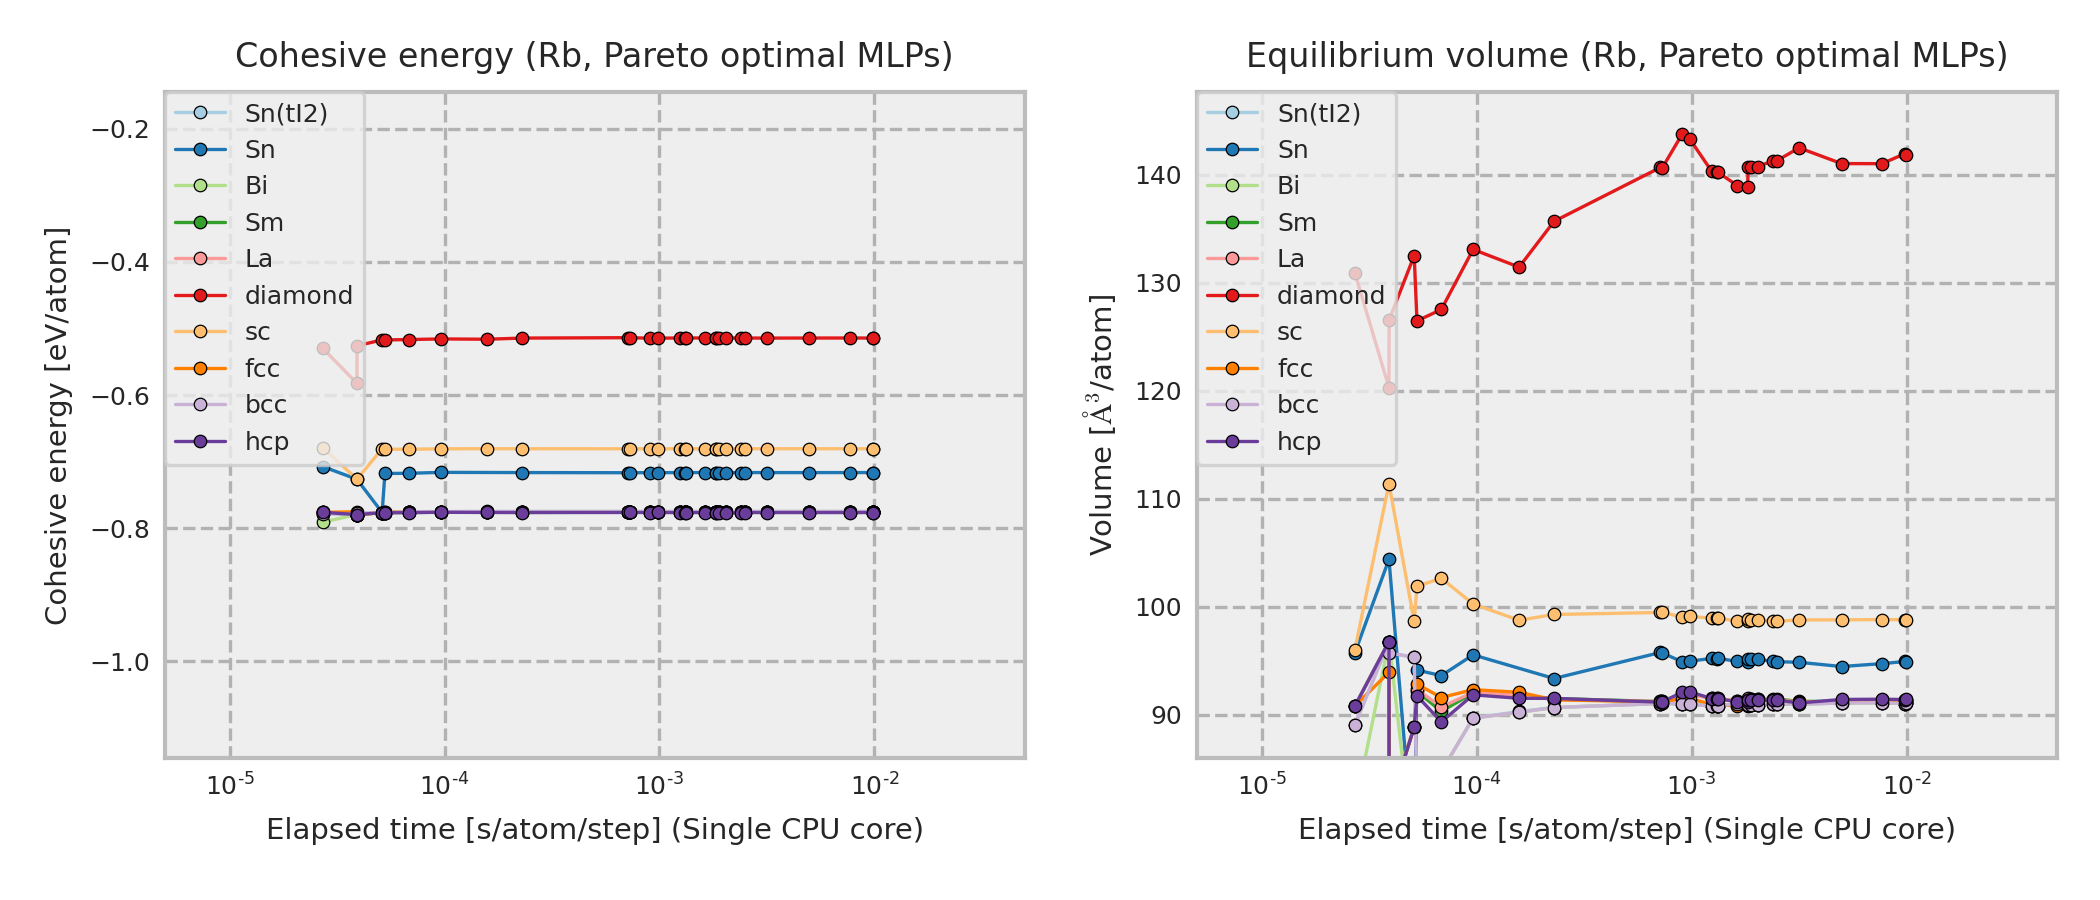 Cohesive energy (Rb, Pareto optimal MLPs)
Cohesive energy [eV/atom]
−0.2
−0.4
−0.6
−0.8
−1.0
Sn(tI2)
Sn
Bi
Sm
La
diamond
sc
fcc
bcc
hcp
10⁻⁵ 10⁻⁴ 10⁻³ 10⁻²
Elapsed time [s/atom/step] (Single CPU core)
Equilibrium volume (Rb, Pareto optimal MLPs)
Volume [Å³/atom]
140
130
120
110
100
90
Sn(tI2)
Sn
Bi
Sm
La
diamond
sc
fcc
bcc
hcp
10⁻⁵ 10⁻⁴ 10⁻³ 10⁻²
Elapsed time [s/atom/step] (Single CPU core)